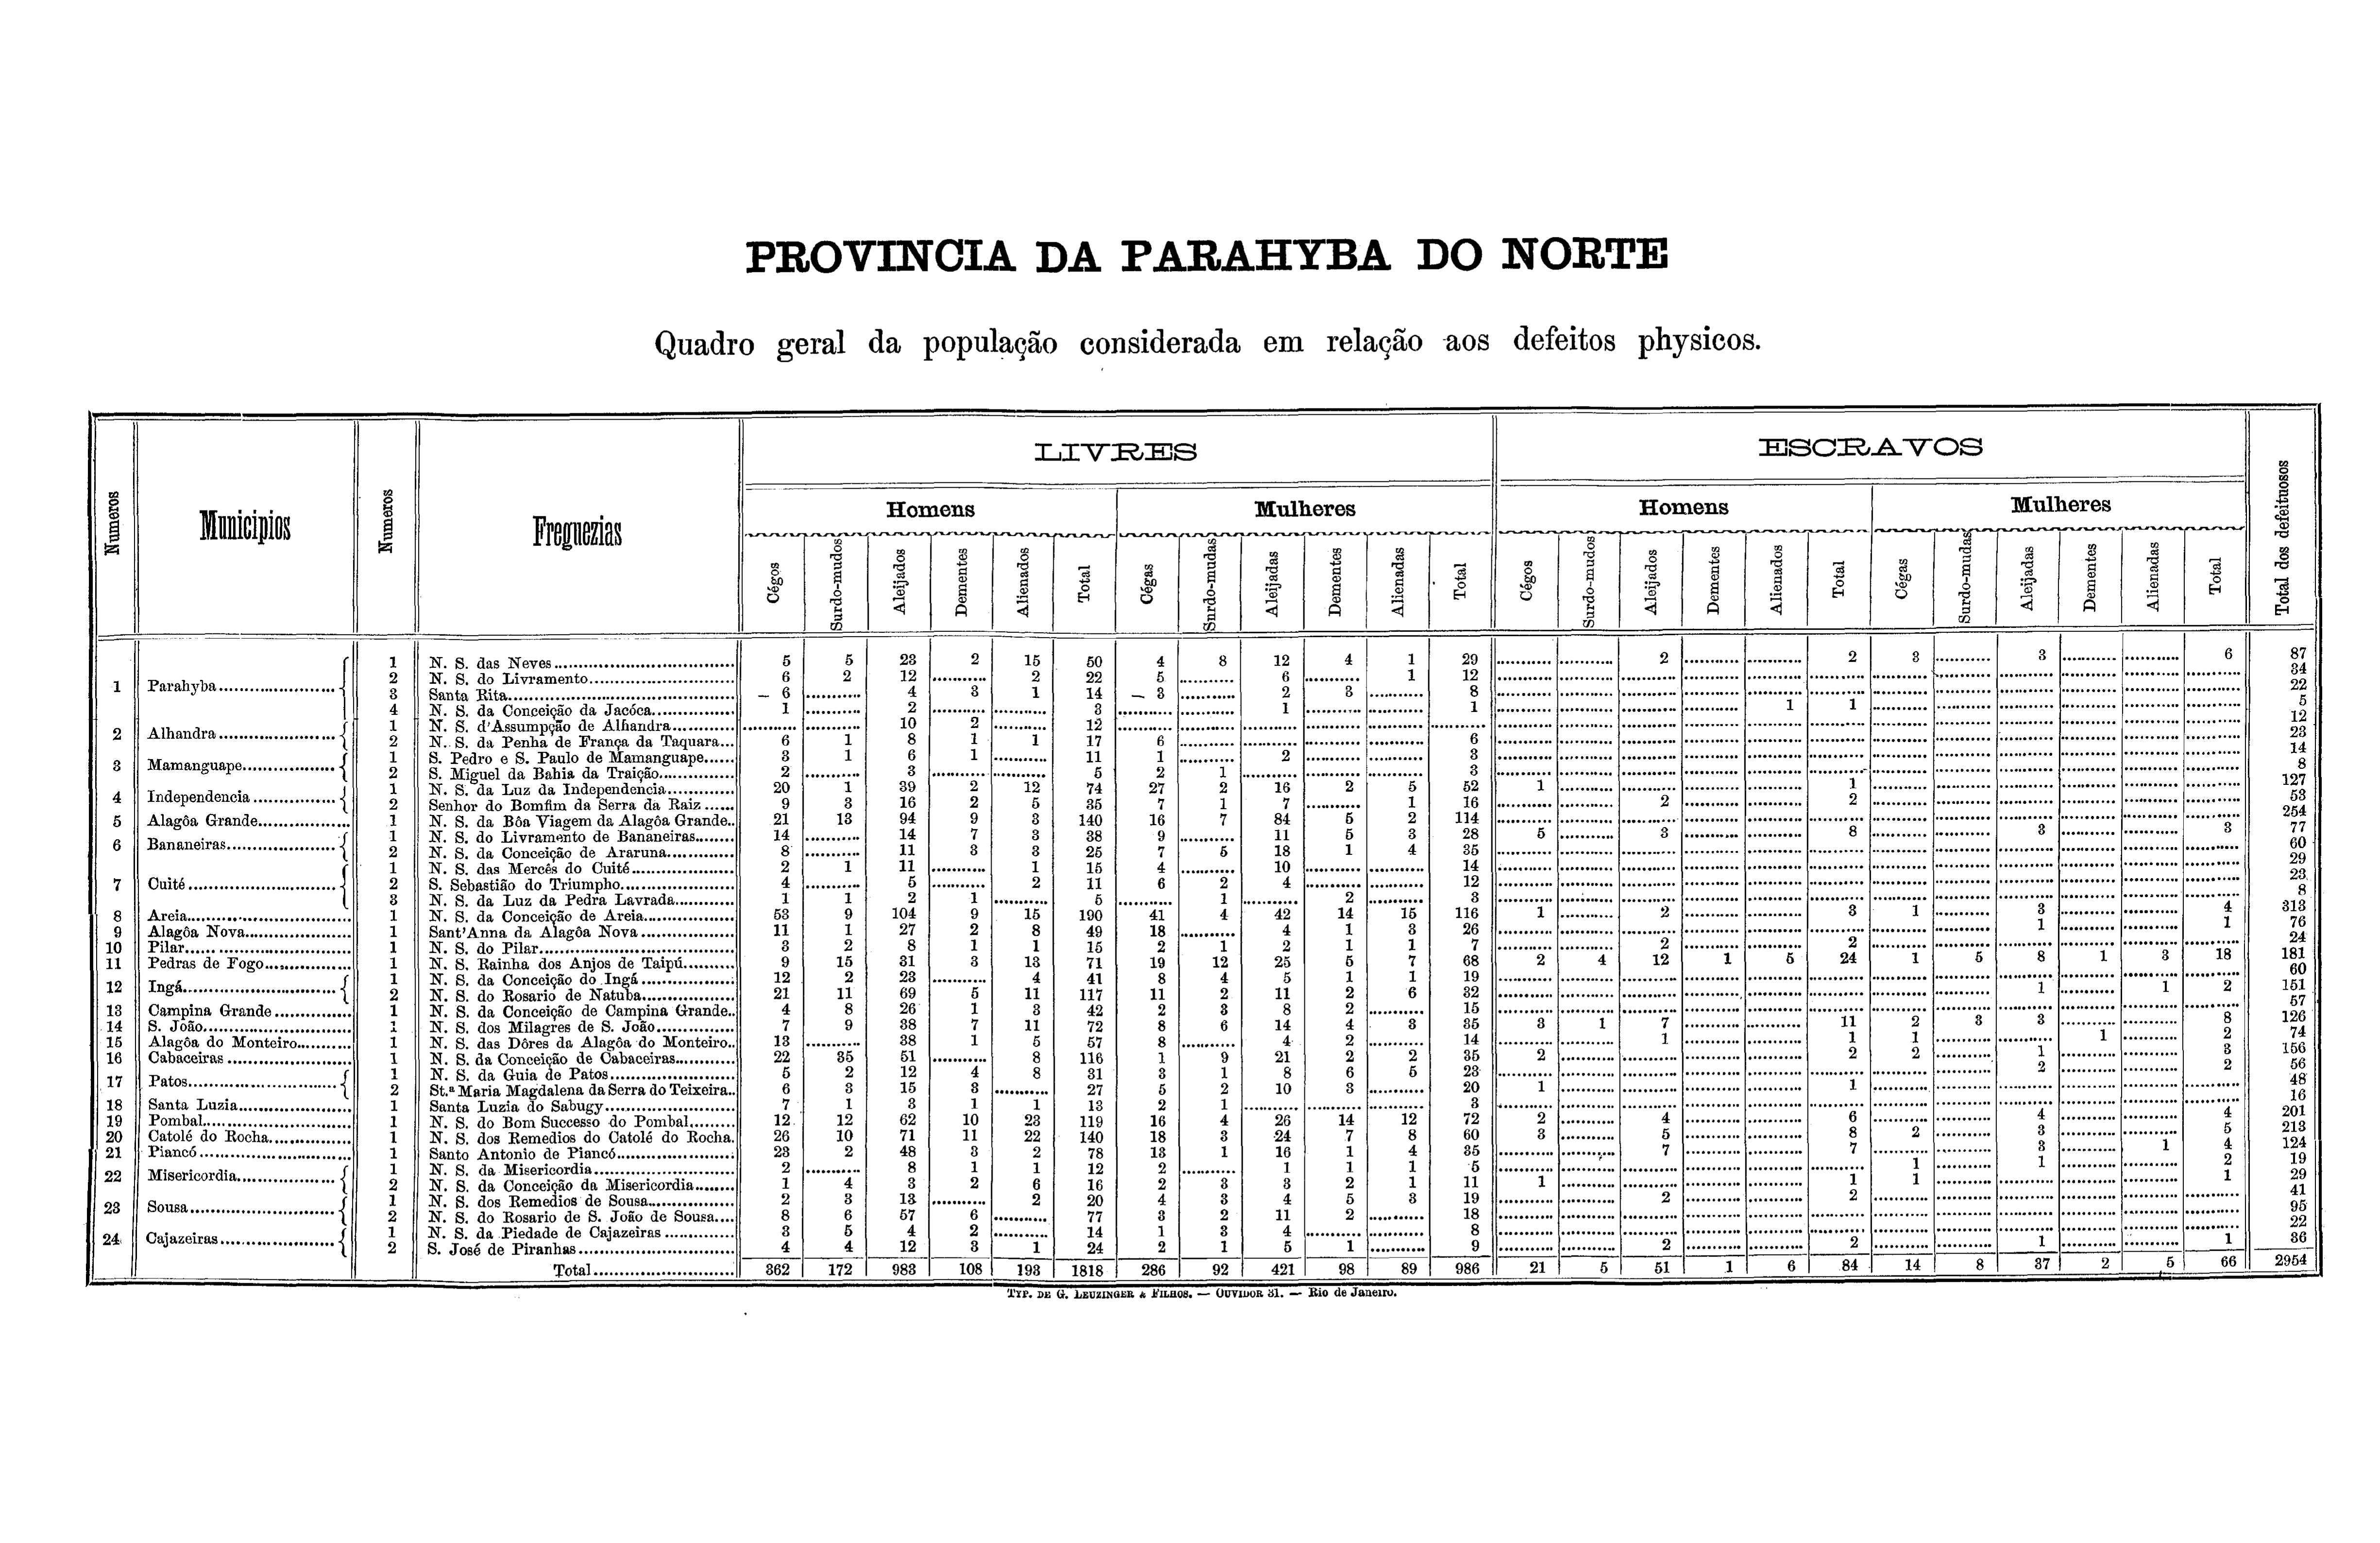 PROVINCIA DA PARAHYBA DO NORTE
Quadro geral da população considerada em relação aos defeitos physicos.
Numeros Municipios Numeros Freguezias LIVRES ESCRAVOS Total dos defeituosos
Homens Mulheres Homens Mulheres
Cégos Surdo-mudos Aleijados Dementes Alienados Total Cégas Snrdo-mudas Aleijadas Dementes Alienadas Total Cégos Surdo-mudos Aleijados Dementes Alienados Total Cégas Surdo-mudas Aleijadas Dementes Alienadas Total
1 Parahyba 1 N. S. das Neves 5 5 23 2 15 50 4 8 12 4 1 29 ... ... 2 ... ... 2 3 ... 3 ... ... 6 87
2 N. S. do Livramento 6 2 12 ... 2 22 5 ... 6 ... 1 12 ... ... ... ... ... ... ... ... ... ... ... ... 34
3 Santa Rita — 6 ... 4 3 1 14 — 3 ... 2 3 ... 8 ... ... ... ... ... ... ... ... ... ... ... ... 22
4 N. S. da Conceição da Jacóca 1 ... 2 ... ... 3 ... ... 1 ... ... 1 ... ... ... ... 1 1 ... ... ... ... ... ... 5
2 Alhandra 1 N. S. d'Assumpção de Alhandra ... ... 10 2 ... 12 ... ... ... ... ... ... ... ... ... ... ... ... ... ... ... ... ... ... 12
2 N. S. da Penha de França da Taquara 6 1 8 1 1 17 6 ... ... ... ... 6 ... ... ... ... ... ... ... ... ... ... ... ... 23
3 Mamanguape 1 S. Pedro e S. Paulo de Mamanguape 3 1 6 1 ... 11 1 ... 2 ... ... 3 ... ... ... ... ... ... ... ... ... ... ... ... 14
2 S. Miguel da Bahia da Traição 2 ... 3 ... ... 5 2 1 ... ... ... 3 ... ... ... ... ... ... ... ... ... ... ... ... 8
4 Independencia 1 N. S. da Luz da Independencia 20 1 39 2 12 74 27 2 16 2 5 52 1 ... ... ... ... 1 ... ... ... ... ... ... 127
2 Senhor do Bomfim da Serra da Raiz 9 3 16 2 5 35 7 1 7 ... 1 16 ... ... 2 ... ... 2 ... ... ... ... ... ... 53
5 Alagôa Grande 1 N. S. da Bôa Viagem da Alagôa Grande 21 13 94 9 3 140 16 7 84 5 2 114 ... ... ... ... ... ... ... ... ... ... ... ... 254
6 Bananeiras 1 N. S. do Livramento de Bananeiras 14 ... 14 7 3 38 9 ... 11 5 3 28 5 ... 3 ... ... 8 ... ... 3 ... ... 3 77
2 N. S. da Conceição de Araruna 8 ... 11 3 3 25 7 5 18 1 4 35 ... ... ... ... ... ... ... ... ... ... ... ... 60
7 Cuité 1 N. S. das Mercês do Cuité 2 1 11 ... 1 15 4 ... 10 ... ... 14 ... ... ... ... ... ... ... ... ... ... ... ... 29
2 S. Sebastião do Triumpho 4 ... 5 ... 2 11 6 2 4 ... ... 12 ... ... ... ... ... ... ... ... ... ... ... ... 23
3 N. S. da Luz da Pedra Lavrada 1 1 2 1 ... 5 ... 1 ... 2 ... 3 ... ... ... ... ... ... ... ... ... ... ... ... 8
8 Areia 1 N. S. da Conceição de Areia 53 9 104 9 15 190 41 4 42 14 15 116 1 ... 2 ... ... 3 1 ... 3 ... ... 4 313
9 Alagôa Nova 1 Sant'Anna da Alagôa Nova 11 1 27 2 8 49 18 ... 4 1 3 26 ... ... ... ... ... ... ... ... 1 ... ... 1 76
10 Pilar 1 N. S. do Pilar 3 2 8 1 1 15 2 1 2 1 1 7 ... ... 2 ... ... 2 ... ... ... ... ... ... 24
11 Pedras de Fogo 1 N. S. Rainha dos Anjos de Taipú 9 15 31 3 13 71 19 12 25 5 7 68 2 4 12 1 5 24 1 5 8 1 3 18 181
12 Ingá 1 N. S. da Conceição do Ingá 12 2 23 ... 4 41 8 4 5 1 1 19 ... ... ... ... ... ... ... ... ... ... ... ... 60
2 N. S. do Rosario de Natuba 21 11 69 5 11 117 11 2 11 2 6 32 ... ... ... ... ... ... ... ... 1 ... 1 2 151
13 Campina Grande 1 N. S. da Conceição de Campina Grande 4 8 26 1 3 42 2 3 8 2 ... 15 ... ... ... ... ... ... ... ... ... ... ... ... 57
14 S. João 1 N. S. dos Milagres de S. João 7 9 38 7 11 72 8 6 14 4 3 35 3 1 7 ... ... 11 2 3 3 ... ... 8 126
15 Alagôa do Monteiro 1 N. S. das Dôres da Alagôa do Monteiro 13 ... 38 1 5 57 8 ... 4 2 ... 14 ... ... 1 ... ... 1 1 ... ... 1 ... 2 74
16 Cabaceiras 1 N. S. da Conceição de Cabaceiras 22 35 51 ... 8 116 1 9 21 2 2 35 2 ... ... ... ... 2 2 ... 1 ... ... 3 156
17 Patos 1 N. S. da Guia de Patos 5 2 12 4 8 31 3 1 8 6 5 23 ... ... ... ... ... ... ... ... 2 ... ... 2 56
2 St.ª Maria Magdalena da Serra do Teixeira 6 3 15 3 ... 27 5 2 10 3 ... 20 1 ... ... ... ... 1 ... ... ... ... ... ... 48
18 Santa Luzia 1 Santa Luzia do Sabugy 7 1 3 1 1 13 2 1 ... ... ... 3 ... ... ... ... ... ... ... ... ... ... ... ... 16
19 Pombal 1 N. S. do Bom Successo do Pombal 12 12 62 10 23 119 16 4 26 14 12 72 2 ... 4 ... ... 6 ... ... 4 ... ... 4 201
20 Catolé do Rocha 1 N. S. dos Remedios do Catolé do Rocha 26 10 71 11 22 140 18 3 24 7 8 60 3 ... 5 ... ... 8 2 ... 3 ... ... 5 213
21 Piancó 1 Santo Antonio de Piancó 23 2 48 3 2 78 13 1 16 1 4 35 ... ... 7 ... ... 7 ... ... 3 ... 1 4 124
22 Misericordia 1 N. S. da Misericordia 2 ... 8 1 1 12 2 ... 1 1 1 5 ... ... ... ... ... ... 1 ... 1 ... ... 2 19
2 N. S. da Conceição da Misericordia 1 4 3 2 6 16 2 3 3 2 1 11 1 ... ... ... ... 1 1 ... ... ... ... 1 29
23 Sousa 1 N. S. dos Remedios de Sousa 2 3 13 ... 2 20 4 3 4 5 3 19 ... ... 2 ... ... 2 ... ... ... ... ... ... 41
2 N. S. do Rosario de S. João de Sousa 8 6 57 6 ... 77 3 2 11 2 ... 18 ... ... ... ... ... ... ... ... ... ... ... ... 95
24 Cajazeiras 1 N. S. da Piedade de Cajazeiras 3 5 4 2 ... 14 1 3 4 ... ... 8 ... ... ... ... ... ... ... ... ... ... ... ... 22
2 S. José de Piranhas 4 4 12 3 1 24 2 1 5 1 ... 9 ... ... 2 ... ... 2 ... ... 1 ... ... 1 36
Total 362 172 983 108 193 1818 286 92 421 98 89 986 21 5 51 1 6 84 14 8 37 2 5 66 2954
TYP. DE G. LEUZINGER & FILHOS. — OUVIDOR 31. — Rio de Janeiro.